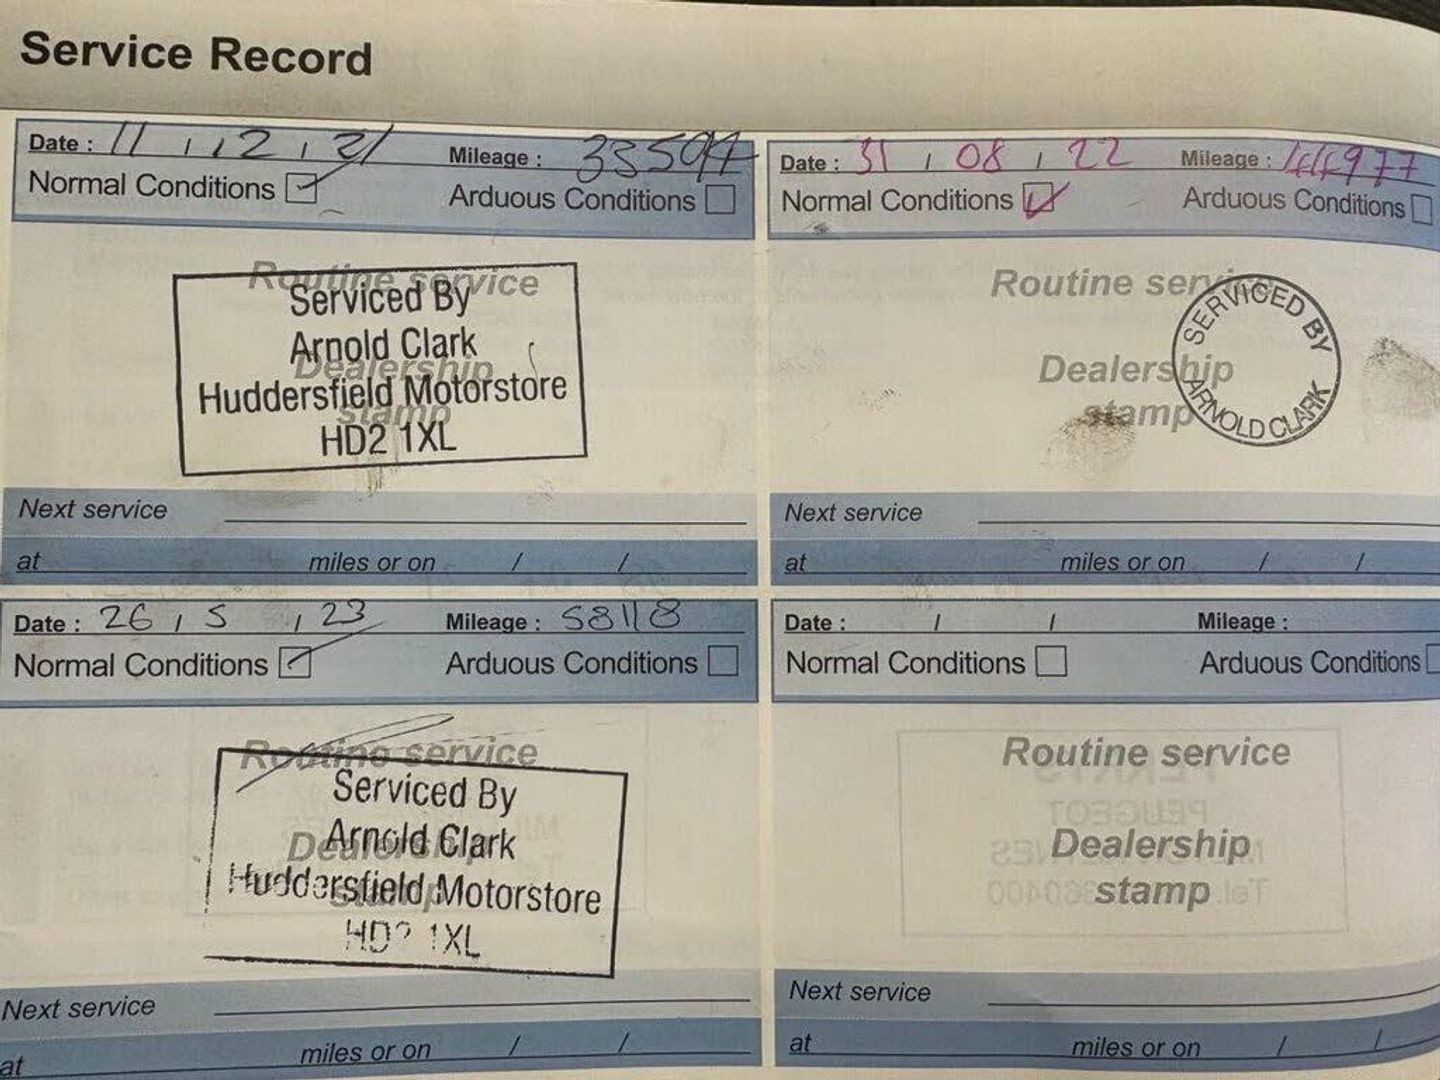 Service Record
Date : 11 / 12 / 21 Mileage : 33597
Normal Conditions Arduous Conditions
Routine service
Dealership
stamp
Serviced By
Arnold Clark
Huddersfield Motorstore
HD2 1XL
Next service
at miles or on / /
Date : 31 / 08 / 22 Mileage : 44977
Normal Conditions Arduous Conditions
Routine service
Dealership
stamp
SERVICED BY
ARNOLD CLARK
Next service
at miles or on / /
Date : 26 / 5 / 23 Mileage : 58118
Normal Conditions Arduous Conditions
Routine service
Dealership
stamp
Serviced By
Arnold Clark
Huddersfield Motorstore
HD2 1XL
Next service
at miles or on / /
Date : / / Mileage :
Normal Conditions Arduous Conditions
Routine service
Dealership
stamp
PEUGEOT
Next service
at miles or on / /